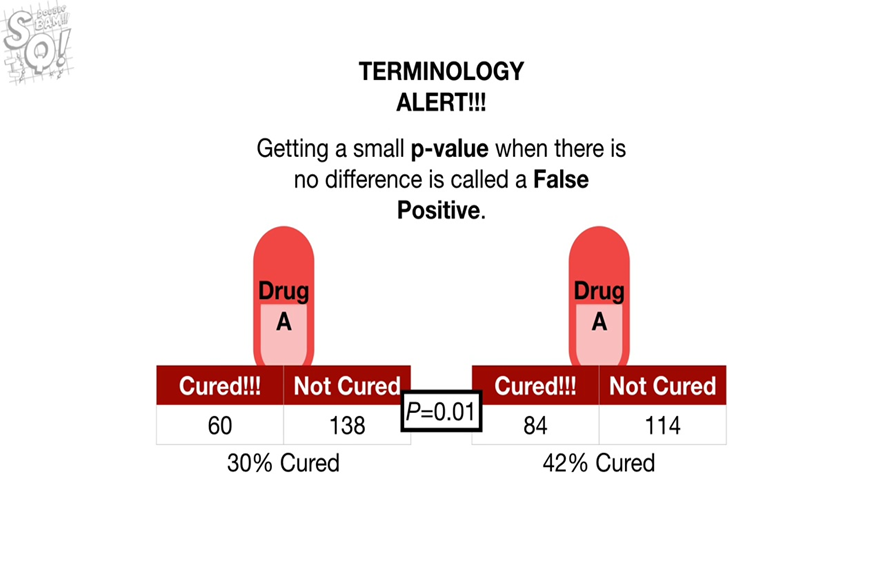 DOUBLE
BAM!!!
SQ!
TERMINOLOGY
ALERT!!!
Getting a small p-value when there is
no difference is called a False
Positive.
Drug
A
Drug
A
Cured!!! Not Cured
60 138
30% Cured
P=0.01
Cured!!! Not Cured
84 114
42% Cured